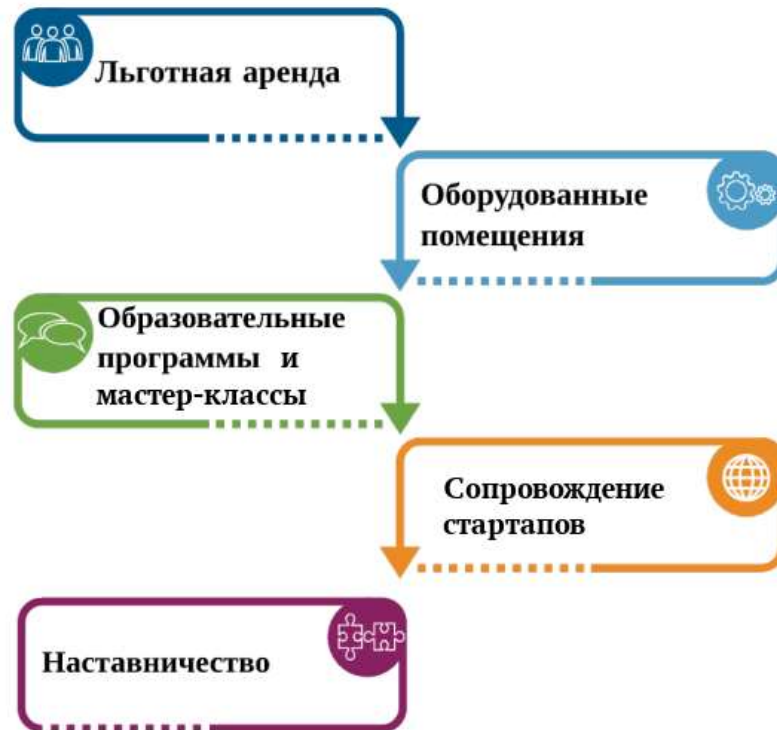 Льготная аренда
Оборудованные
помещения
Образовательные
программы и
мастер-классы
Сопровождение
стартапов
Наставничество